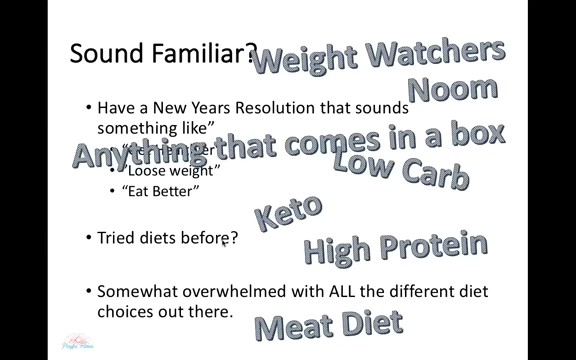 Sound Familiar?
Weight Watchers
Noom
• Have a New Years Resolution that sounds
something like”
Anything that comes in a box
Low Carb
• “Loose weight”
• “Eat Better”
Keto
• Tried diets before?
High Protein
• Somewhat overwhelmed with ALL the different diet
choices out there.
Meat Diet